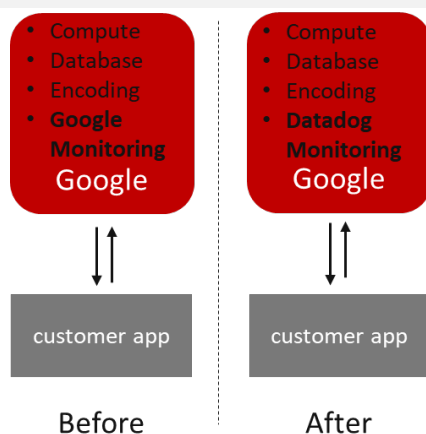 • Compute
• Database
• Encoding
• Google
Monitoring
Google
customer app
Before
• Compute
• Database
• Encoding
• Datadog
Monitoring
Google
customer app
After